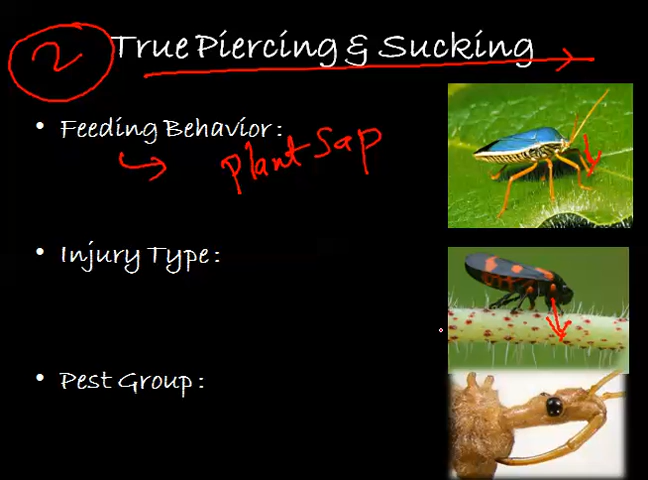 2 True Piercing & Sucking
• Feeding Behavior :
Plant Sap
• Injury Type :
• Pest Group :